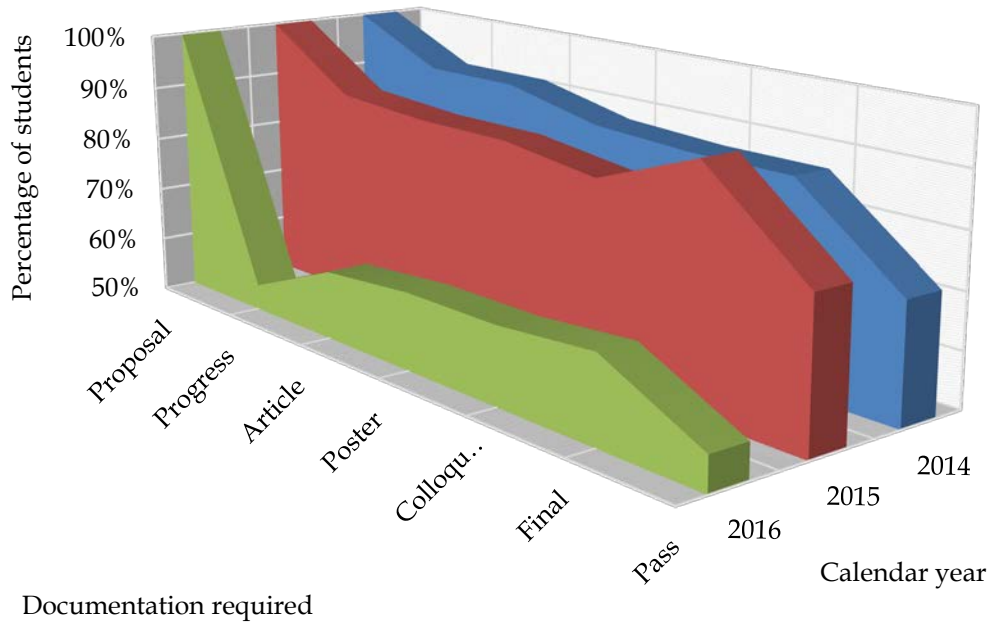 Percentage of students
100%
90%
80%
70%
60%
50%
Proposal
Progress
Article
Poster
Colloqu...
Final
Pass
2016
2015
2014
Calendar year
Documentation required